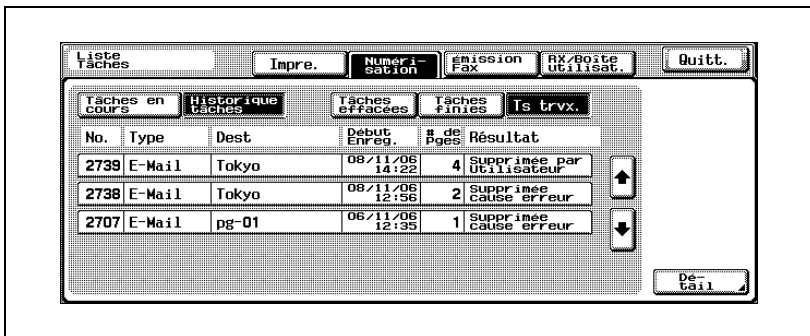 Liste Tâches
Impre.
Numéri-sation
Émission Fax
RX/Boîte Utilisat.
Quitt.
Tâches en cours
Historique tâches
Tâches effacées
Tâches finies
Ts trvx.
No. Type Dest Début Enreg. # de Pges Résultat
2739 E-Mail Tokyo 08/11/06 14:22 4 Supprimée par Utilisateur
2738 E-Mail Tokyo 08/11/06 12:56 2 Supprimée cause erreur
2707 E-Mail pg-01 06/11/06 12:35 1 Supprimée cause erreur
Dé-tail